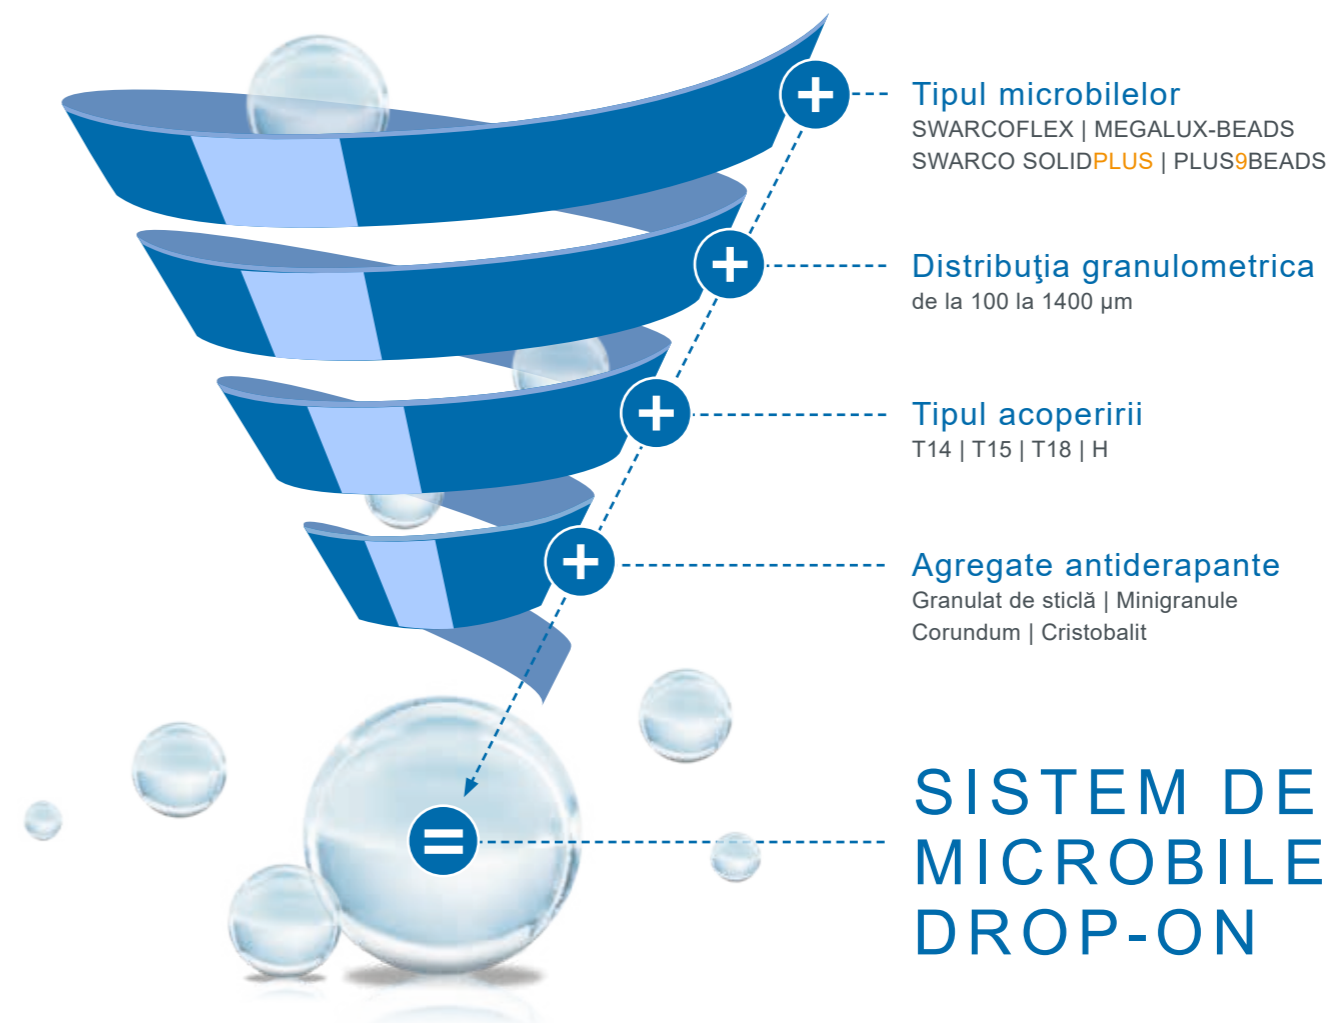 +
Tipul microbilelor
SWARCOFLEX | MEGALUX-BEADS
SWARCO SOLIDPLUS | PLUS9BEADS
+
Distribuţia granulometrica
de la 100 la 1400 µm
+
Tipul acoperirii
T14 | T15 | T18 | H
+
Agregate antiderapante
Granulat de sticlă | Minigranule
Corundum | Cristobalit
=
SISTEM DE
MICROBILE
DROP-ON